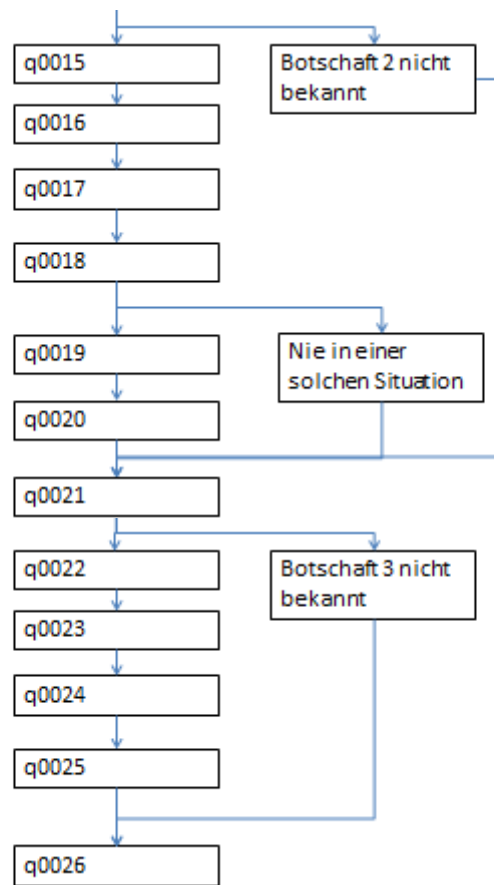 q0015
Botschaft 2 nicht
bekannt
q0016
q0017
q0018
q0019
Nie in einer
solchen Situation
q0020
q0021
q0022
Botschaft 3 nicht
bekannt
q0023
q0024
q0025
q0026